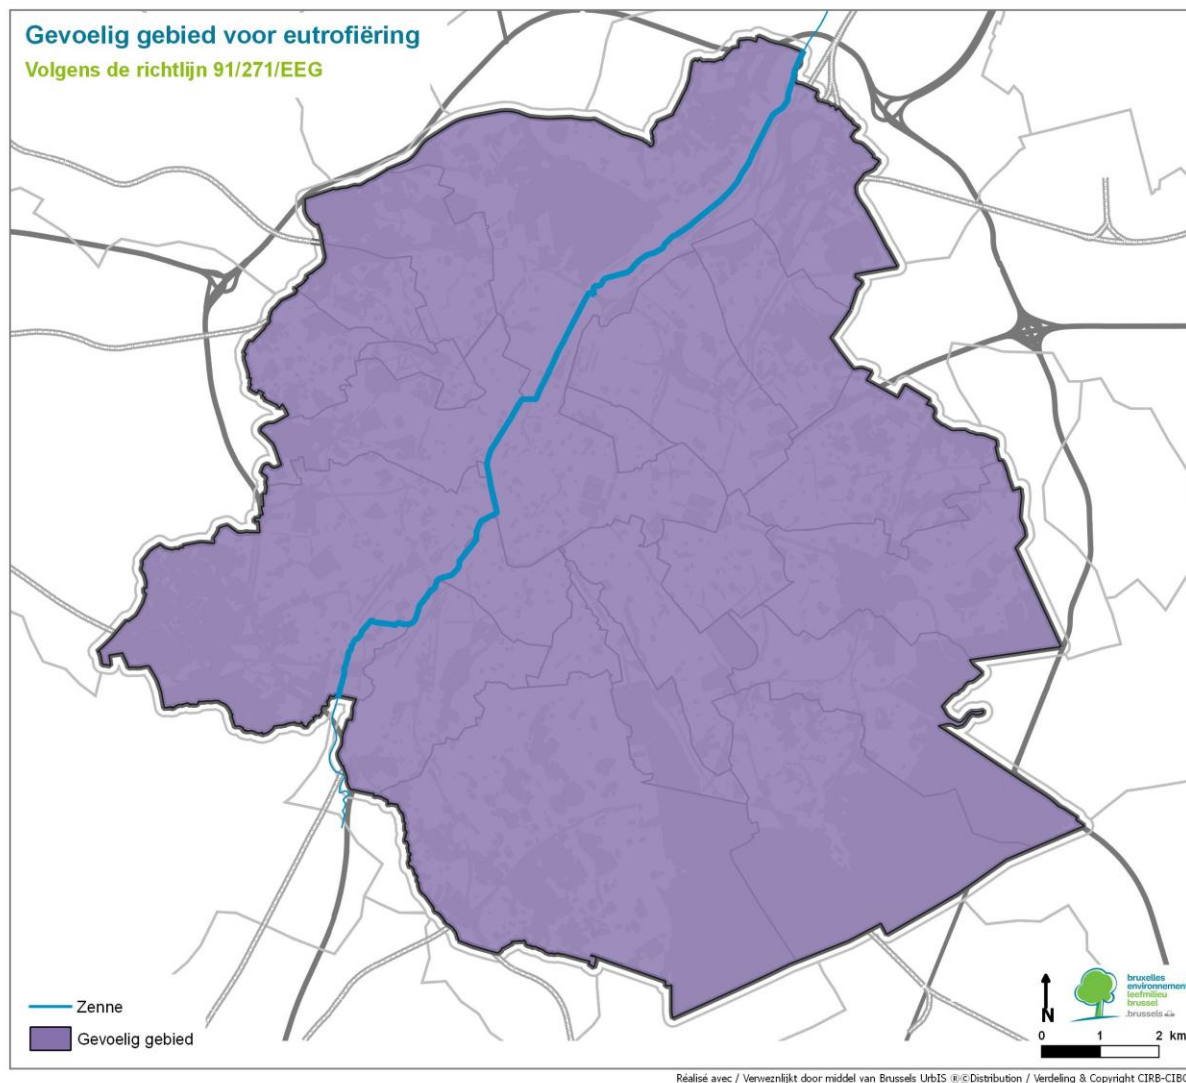 Gevoelig gebied voor eutrofiëring
Volgens de richtlijn 91/271/EEG
Zenne
Gevoelig gebied
N
bruxelles
environnement
leefmilieu
brussel
.brussels
0 1 2 km
Réalisé avec / Verweznlijkt door middel van Brussels UrbIS ®©Distribution / Verdeling & Copyright CIRB-CIBG